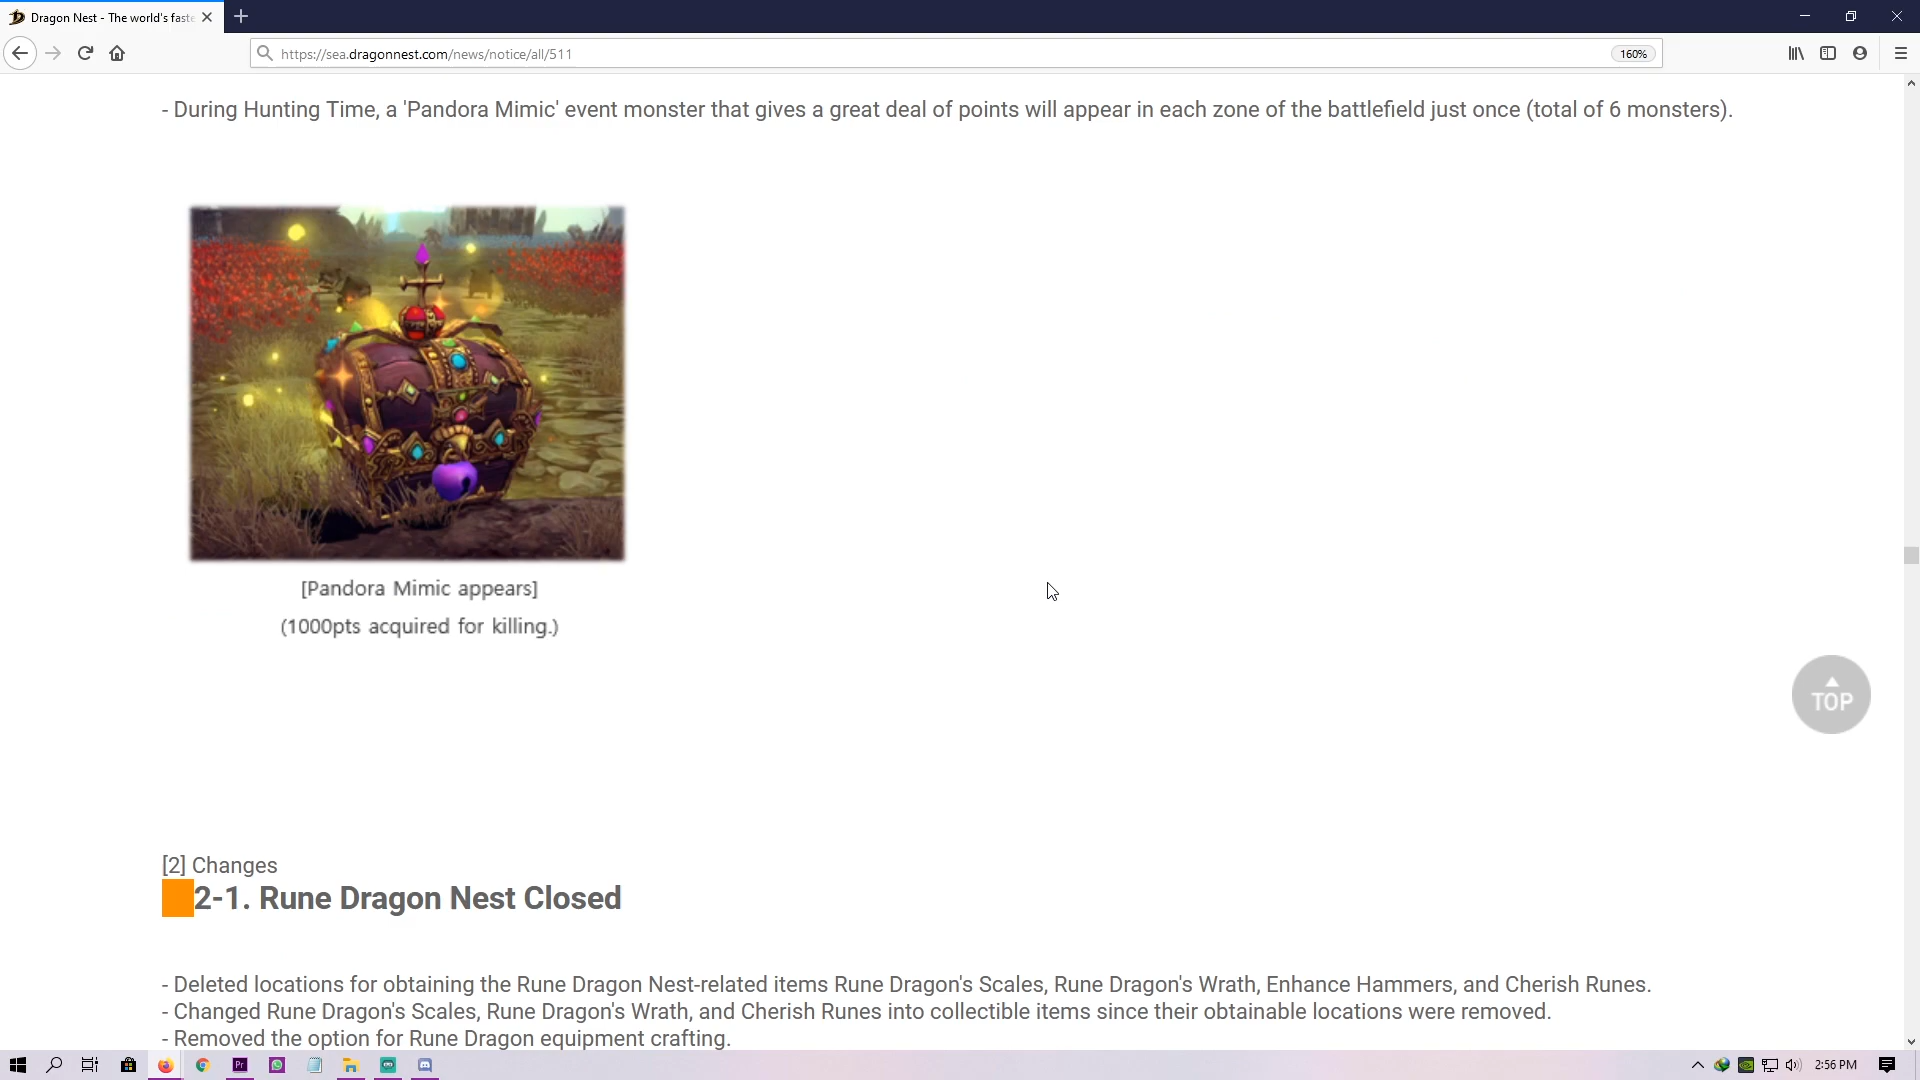 Dragon Nest - The world's faste
https://sea.dragonnest.com/news/notice/all/511
160%
- During Hunting Time, a 'Pandora Mimic' event monster that gives a great deal of points will appear in each zone of the battlefield just once (total of 6 monsters).
[Pandora Mimic appears]
(1000pts acquired for killing.)
TOP
[2] Changes
2-1. Rune Dragon Nest Closed
- Deleted locations for obtaining the Rune Dragon Nest-related items Rune Dragon's Scales, Rune Dragon's Wrath, Enhance Hammers, and Cherish Runes.
- Changed Rune Dragon's Scales, Rune Dragon's Wrath, and Cherish Runes into collectible items since their obtainable locations were removed.
- Removed the option for Rune Dragon equipment crafting.
Pr
2:56 PM